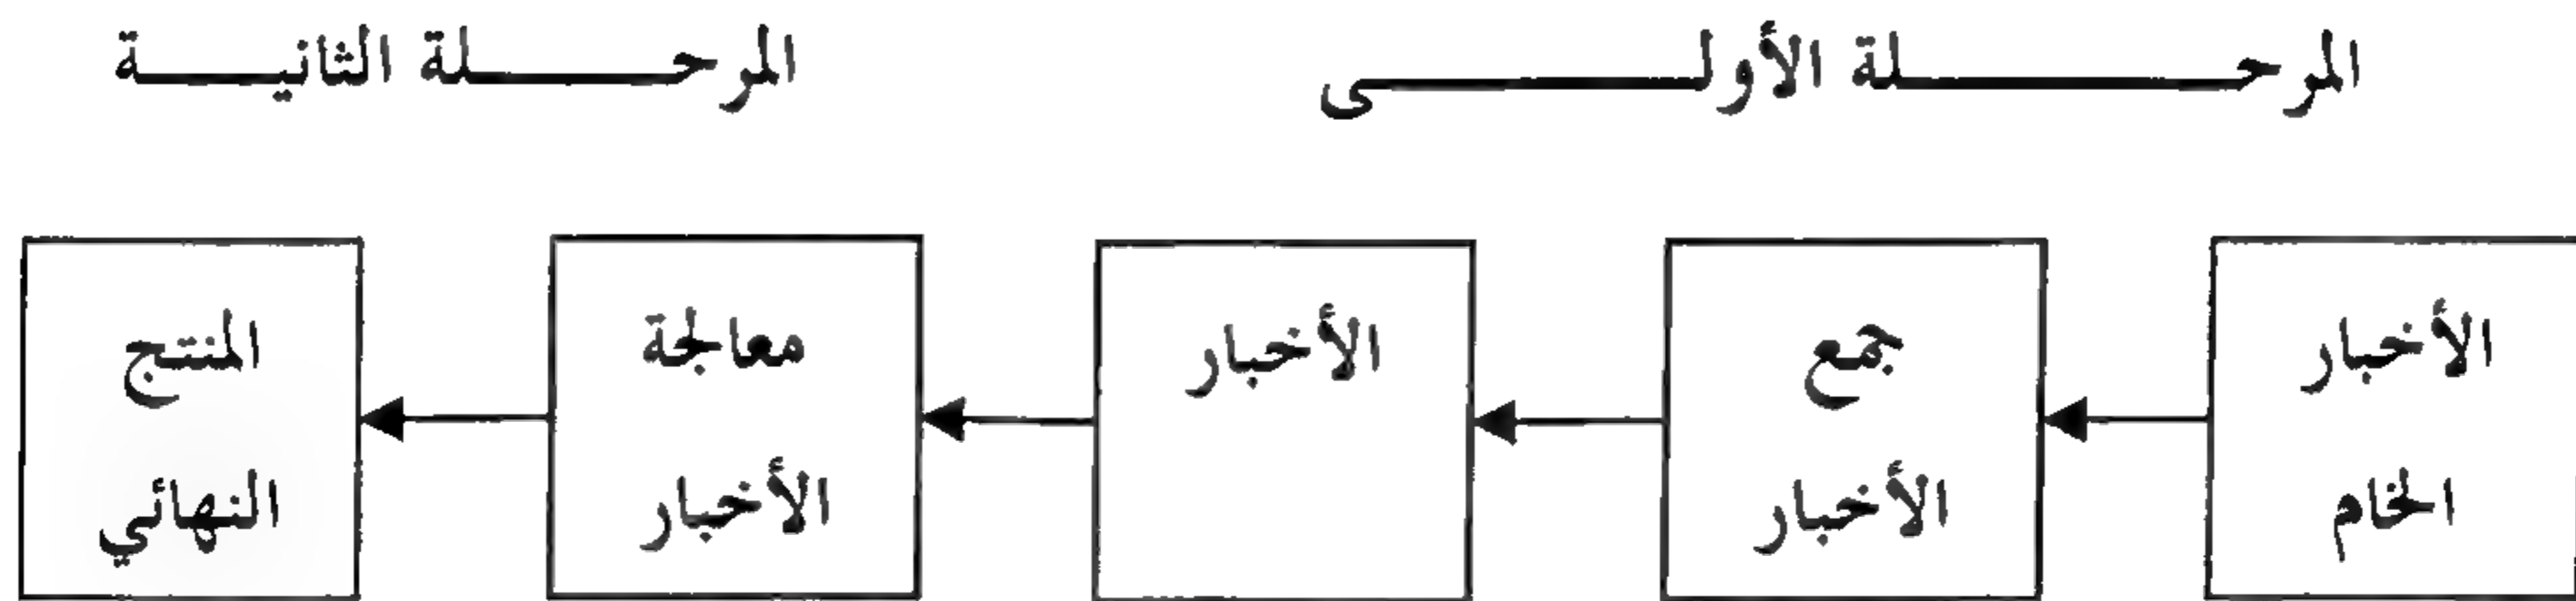 المرحلة الأولى
المرحلة الثانية
الأخبار
الخام
جمع
الأخبار
الأخبار
معالجة
الأخبار
المنتج
النهائي